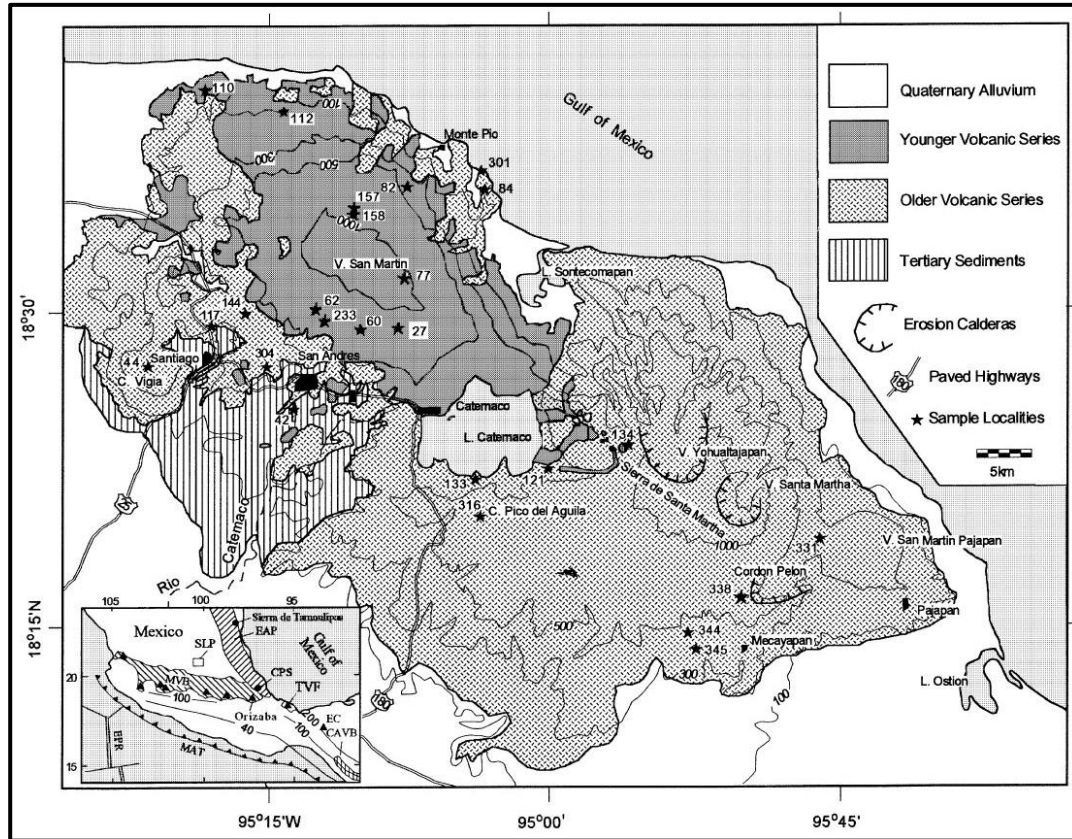 Gulf of Mexico
Quaternary Alluvium
Younger Volcanic Series
Older Volcanic Series
Tertiary Sediments
Erosion Calderas
180
Paved Highways
Sample Localities
5km
110
112
100
300
500
Monte Pio
301
84
82
157
158
1000
V. San Martin
77
L. Sontecomapan
18°30'
144
117
62
233
60
27
Santiago
44
C. Vigia
304
San Andres
421
Catemaco
L. Catemaco
134
V. Yohualtajapan
121
133
316
C. Pico del Aguila
Sierra de Santa Martha
1000
V. Santa Martha
331
V. San Martin Pajapan
Cordon Pelon
338
Pajapan
500
344
345
Mecayapan
300
100
L. Ostion
18°15'N
Rio
Catemaco
180
105
100
95
Mexico
Sierra de Tamaulipas
EAP
SLP
Gulf of
Mexico
CPS
TVF
MVB
20
100
Orizaba
200
100
40
EC
CAVB
EPR
MAT
15
95°15'W
95°00'
95°45'